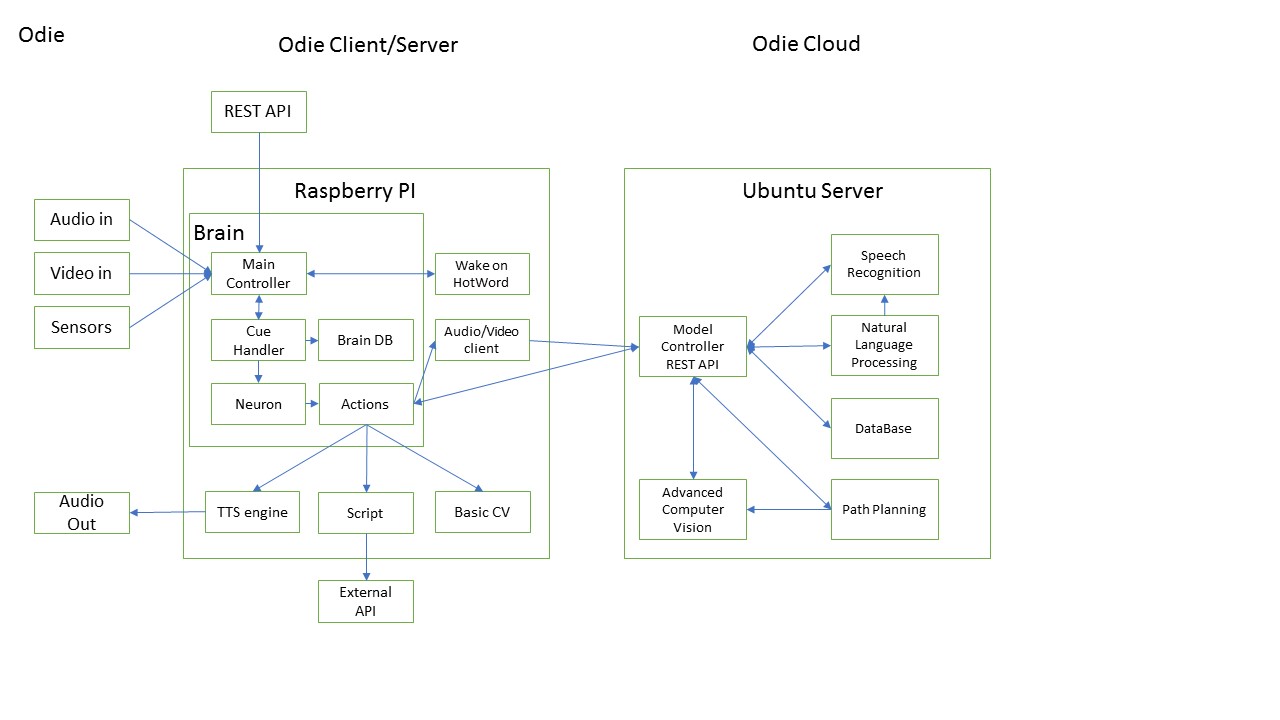 Odie
Odie Client/Server
Odie Cloud
REST API
Raspberry PI
Ubuntu Server
Audio in
Video in
Sensors
Brain
Main
Controller
Wake on
HotWord
Cue
Handler
Brain DB
Audio/Video
client
Neuron
Actions
Audio
Out
TTS engine
Script
Basic CV
External
API
Speech
Recognition
Model
Controller
REST API
Natural
Language
Processing
DataBase
Advanced
Computer
Vision
Path Planning